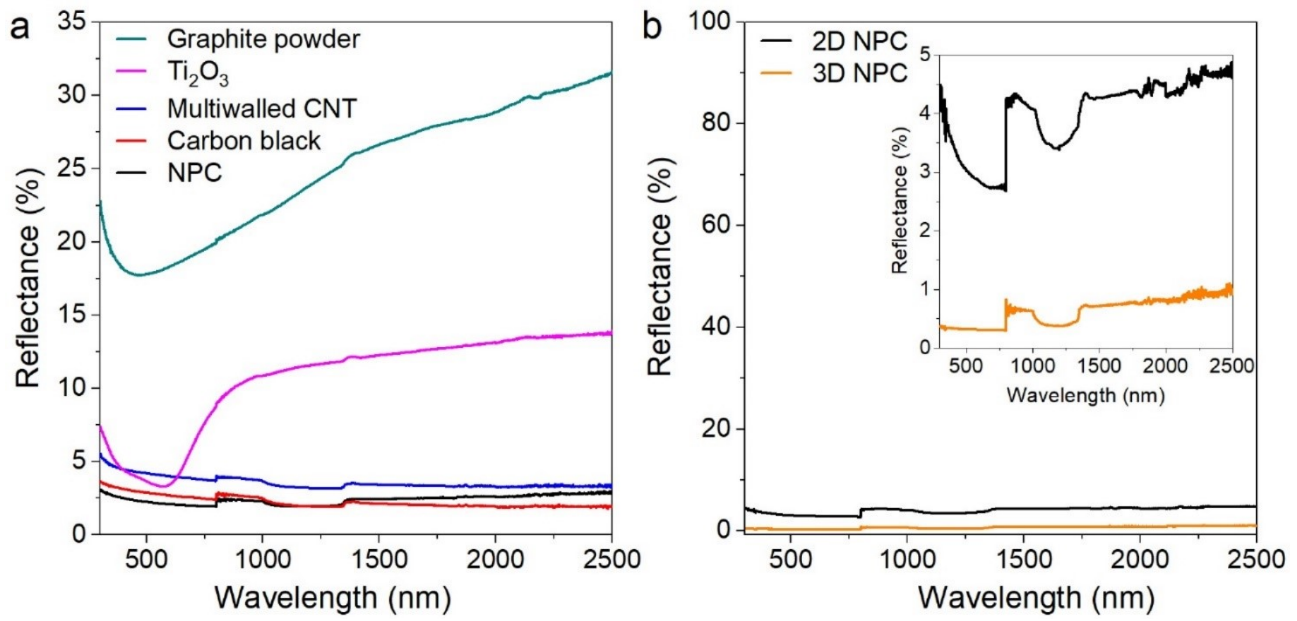 a
35
30
25
20
15
10
5
0
Reflectance (%)
Graphite powder
Ti₂O₃
Multiwalled CNT
Carbon black
NPC
500
1000
1500
2000
2500
Wavelength (nm)
b
100
80
60
40
20
0
Reflectance (%)
2D NPC
3D NPC
5
4
3
2
1
0
Reflectance (%)
500
1000
1500
2000
2500
Wavelength (nm)
500
1000
1500
2000
2500
Wavelength (nm)